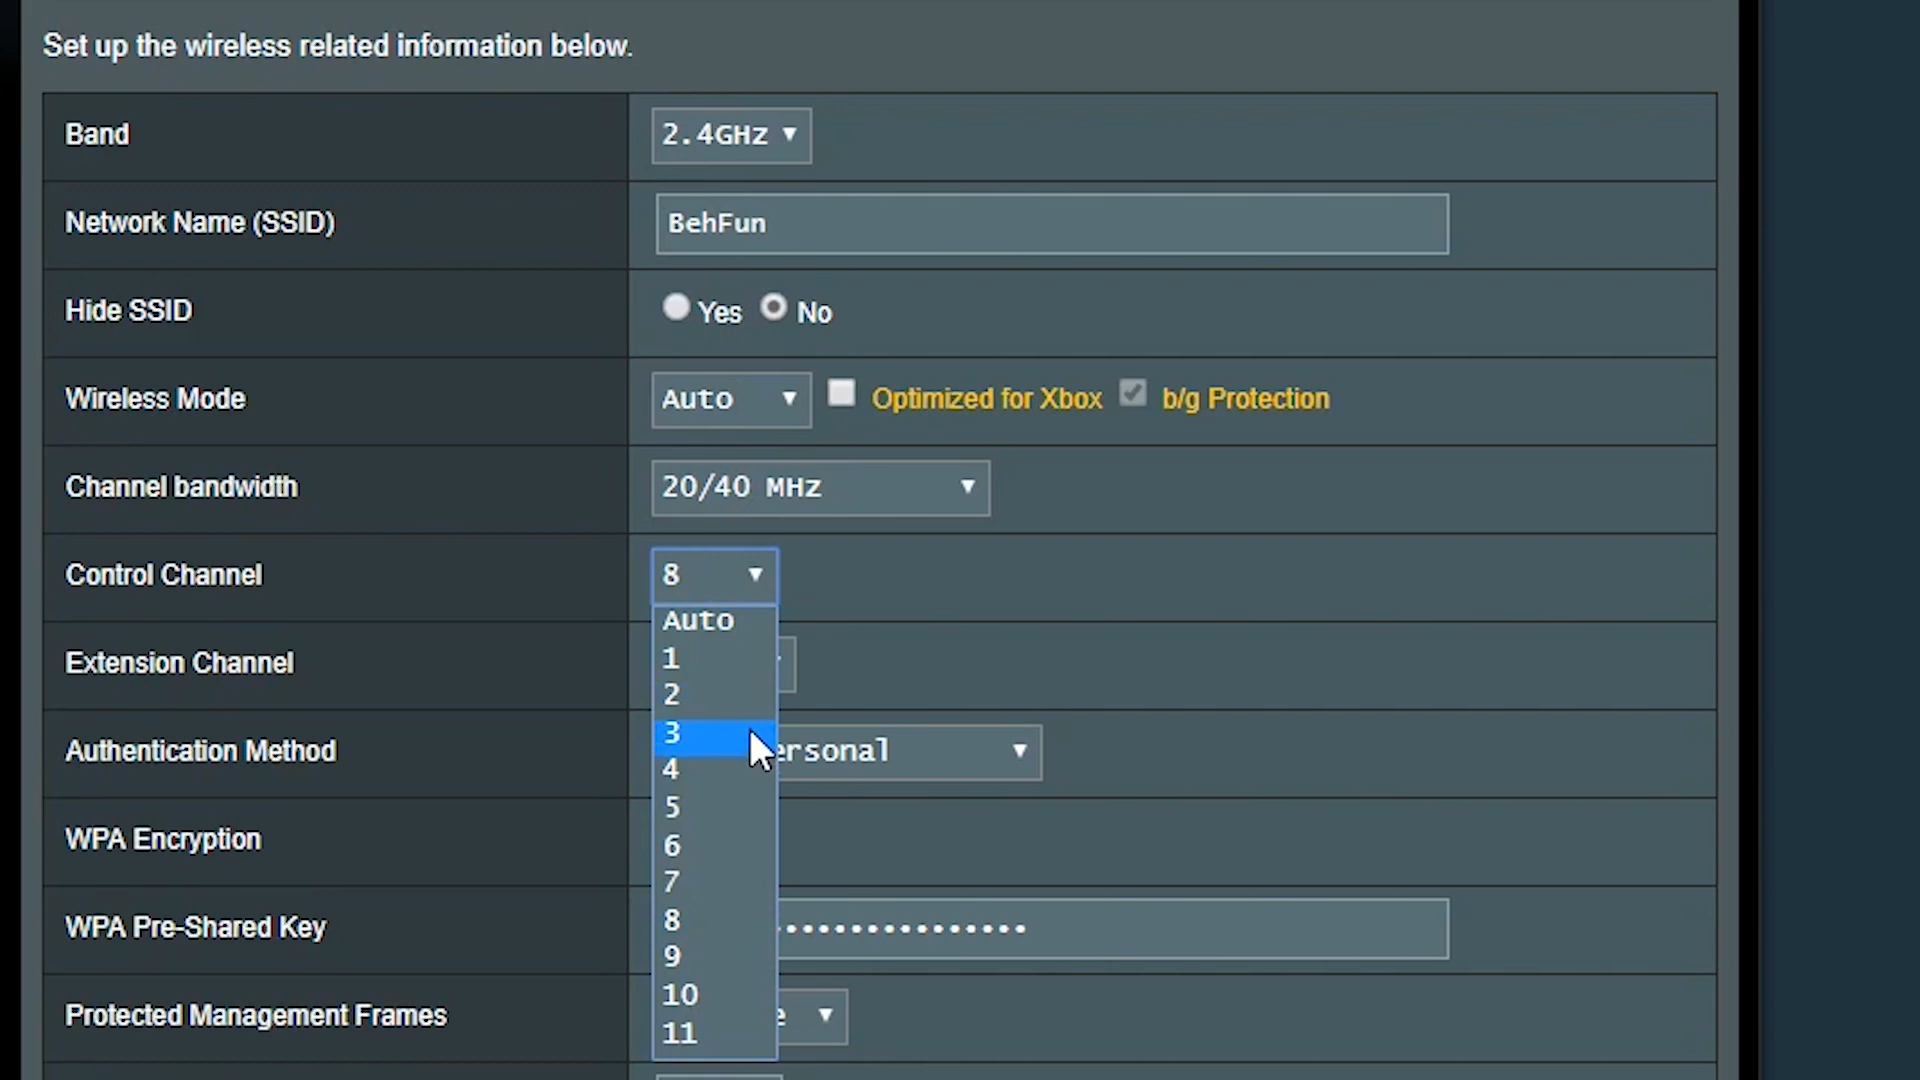 Set up the wireless related information below.
Band
2.4GHz
Network Name (SSID)
BehFun
Hide SSID
Yes No
Wireless Mode
Auto Optimized for Xbox b/g Protection
Channel bandwidth
20/40 MHz
Control Channel
8
Auto
1
2
3
4
5
6
7
8
9
10
11
Extension Channel
Authentication Method
ersonal
WPA Encryption
WPA Pre-Shared Key
Protected Management Frames
e